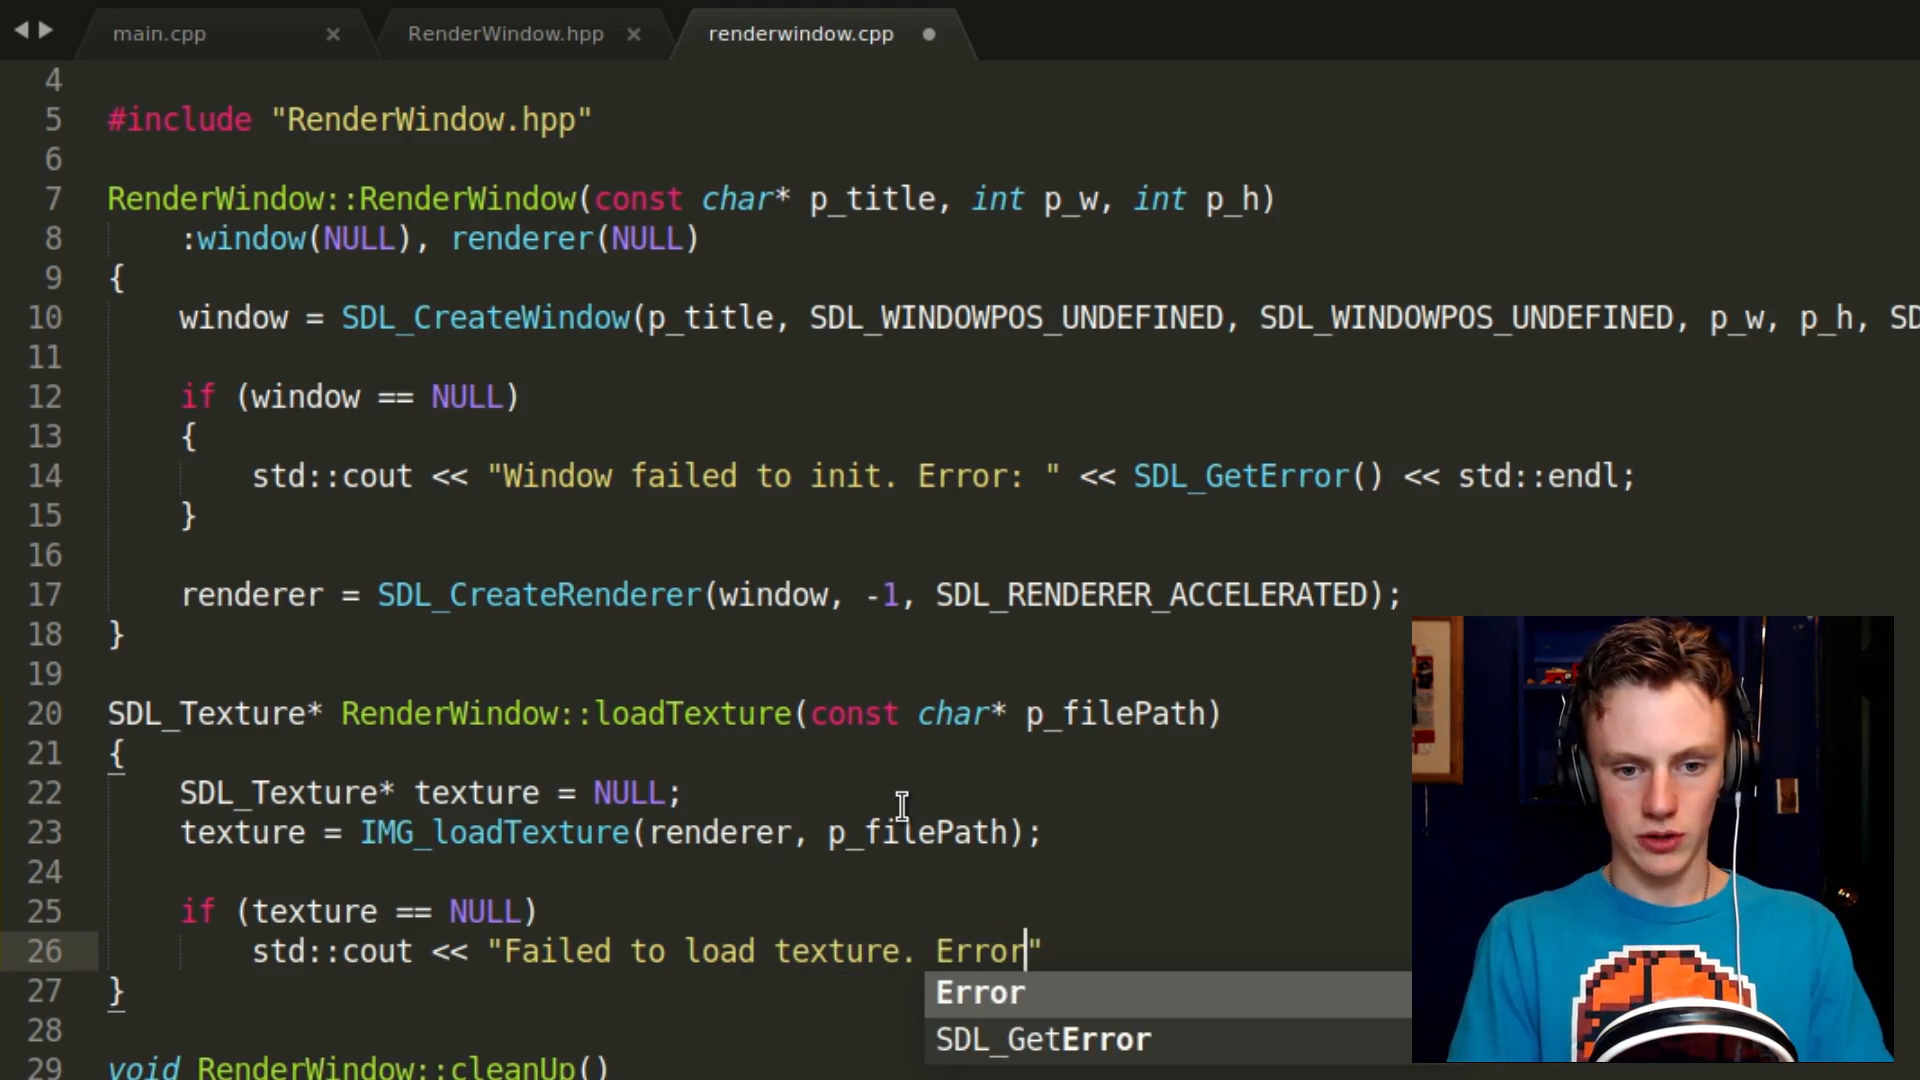 main.cpp
RenderWindow.hpp
renderwindow.cpp
4
5 #include "RenderWindow.hpp"
6
7 RenderWindow::RenderWindow(const char* p_title, int p_w, int p_h)
8 :window(NULL), renderer(NULL)
9 {
10 window = SDL_CreateWindow(p_title, SDL_WINDOWPOS_UNDEFINED, SDL_WINDOWPOS_UNDEFINED, p_w, p_h, SD
11
12 if (window == NULL)
13 {
14 std::cout << "Window failed to init. Error: " << SDL_GetError() << std::endl;
15 }
16
17 renderer = SDL_CreateRenderer(window, -1, SDL_RENDERER_ACCELERATED);
18 }
19
20 SDL_Texture* RenderWindow::loadTexture(const char* p_filePath)
21 {
22 SDL_Texture* texture = NULL;
23 texture = IMG_loadTexture(renderer, p_filePath);
24
25 if (texture == NULL)
26 std::cout << "Failed to load texture. Error"
27 }
Error
28
SDL_GetError
29 void RenderWindow::cleanUp()